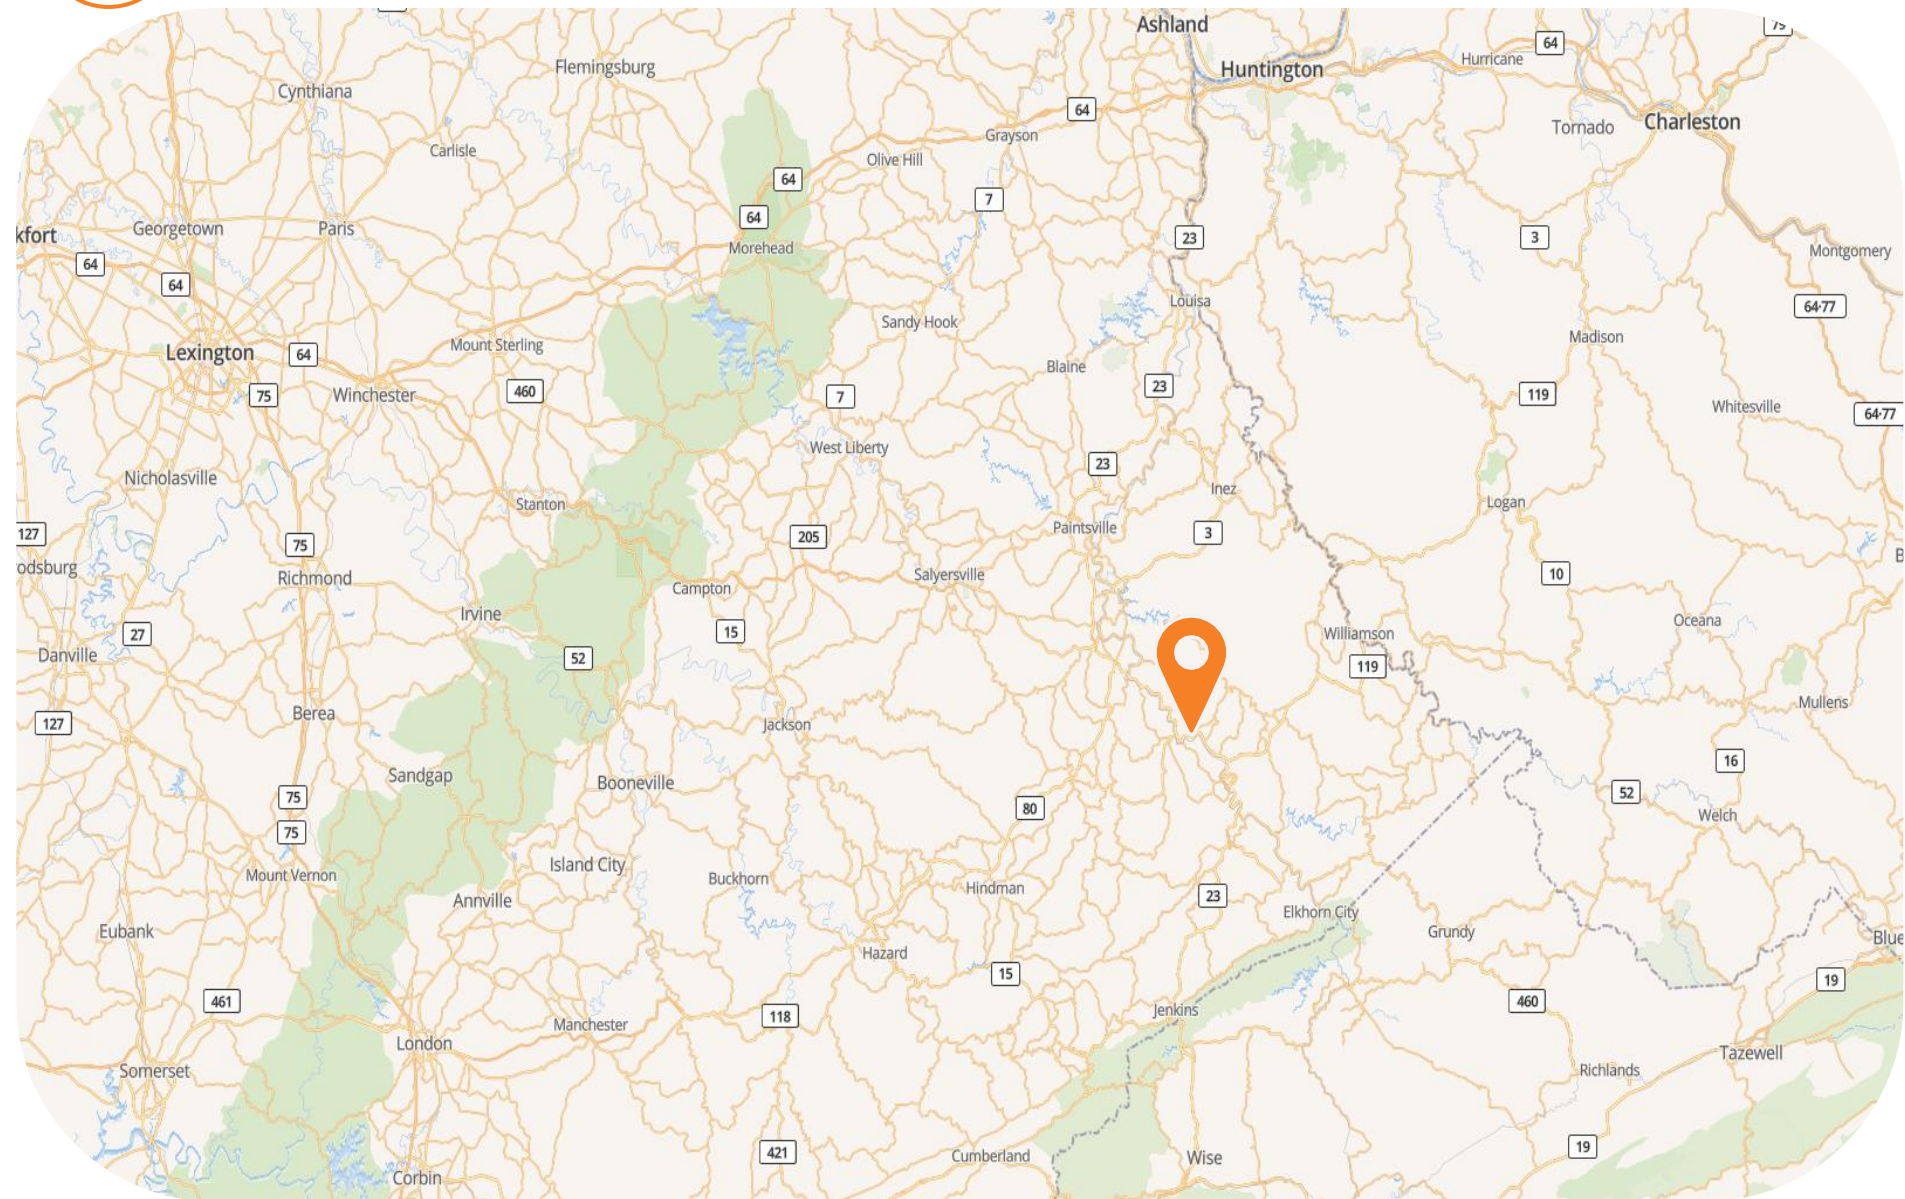 Ashland
79
64
Hurricane
Flemingsburg
Huntington
Cynthiana
64
Charleston
Tornado
Grayson
Carlisle
Olive Hill
64
7
64
Georgetown
Paris
kfort
23
3
Morehead
Montgomery
64
64
Louisa
64·77
Sandy Hook
Madison
Mount Sterling
Lexington
64
Blaine
23
460
119
75
Winchester
7
Whitesville
64·77
West Liberty
23
Nicholasville
Inez
Logan
Stanton
Paintsville
127
3
205
75
odsburg
B
10
Salyersville
Richmond
Campton
Irvine
Oceana
15
27
Williamson
Danville
52
119
Mullens
Berea
127
Jackson
16
Sandgap
Booneville
52
75
80
Welch
75
Island City
Mount Vernon
Buckhorn
Hindman
23
Annville
Elkhorn City
Eubank
Grundy
Blue
Hazard
15
19
461
460
Jenkins
118
Manchester
London
Tazewell
Somerset
Richlands
19
421
Cumberland
Wise
Corbin